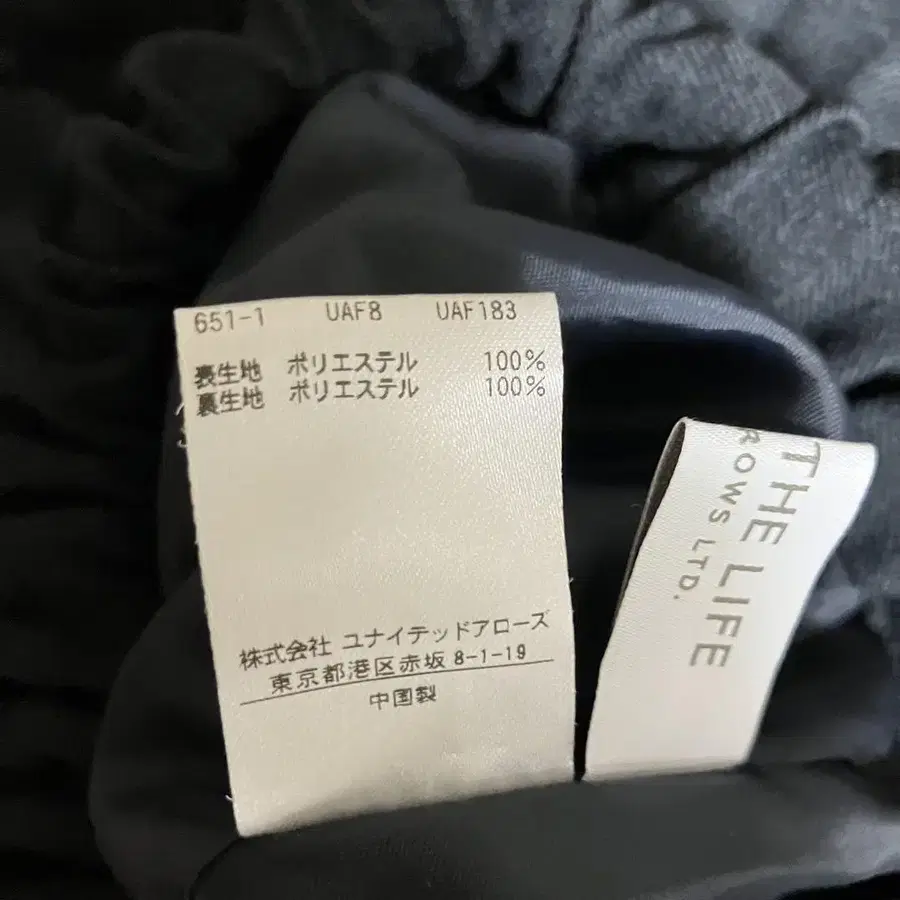 651-1 UAF8 UAF183
表生地 ポリエステル 100%
裏生地 ポリエステル 100%
株式会社 ユナイテッドアローズ
東京都港区赤坂 8-1-19
中国製
THE LIFE
ROWS LTD.